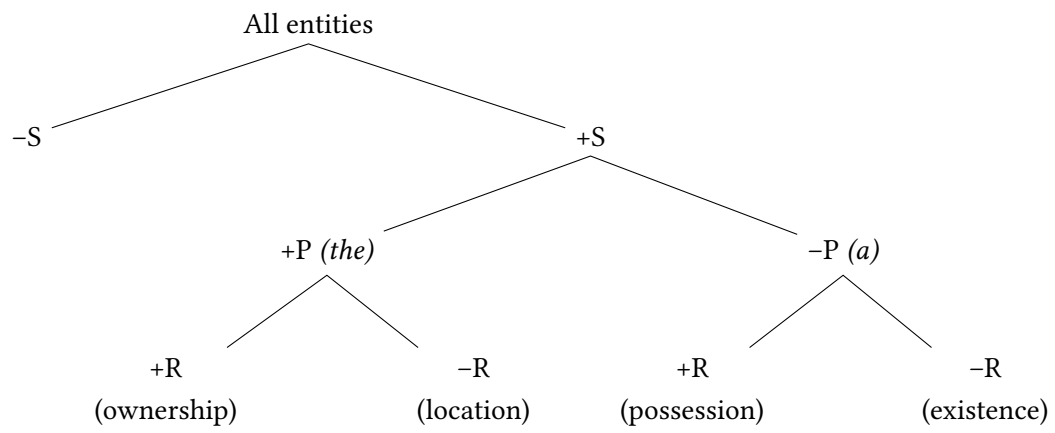 All entities
–S +S
+P (the) –P (a)
+R –R +R –R
(ownership) (location) (possession) (existence)